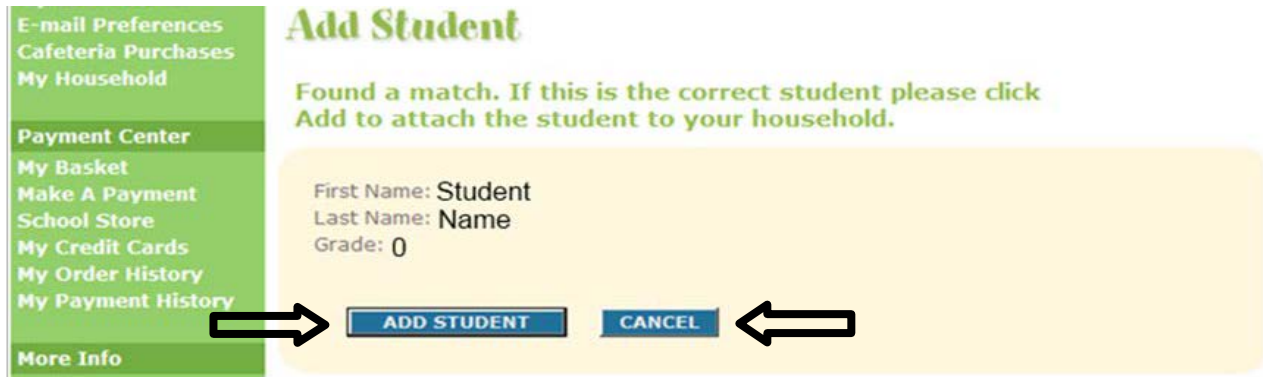 E-mail Preferences
Cafeteria Purchases
My Household
Payment Center
My Basket
Make A Payment
School Store
My Credit Cards
My Order History
My Payment History
More Info
Add Student
Found a match. If this is the correct student please click
Add to attach the student to your household.
First Name: Student
Last Name: Name
Grade: 0
ADD STUDENT CANCEL